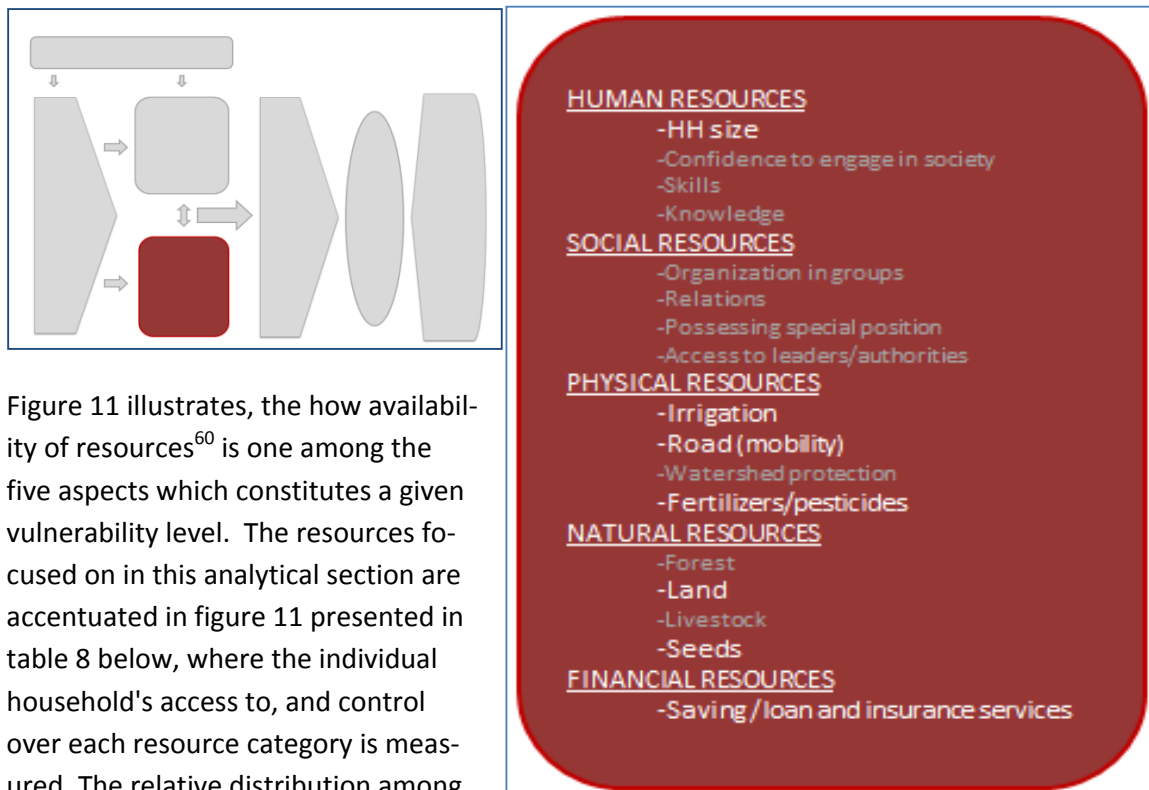 HUMAN RESOURCES
-HH size
-Confidence to engage in society
-Skills
-Knowledge
SOCIAL RESOURCES
-Organization in groups
-Relations
-Possessing special position
-Access to leaders/authorities
PHYSICAL RESOURCES
-Irrigation
-Road (mobility)
-Watershed protection
-Fertilizers/pesticides
NATURAL RESOURCES
-Forest
-Land
-Livestock
-Seeds
FINANCIAL RESOURCES
-Saving/loan and insurance services
Figure 11 illustrates, the how availabil-
ity of resources60 is one among the
five aspects which constitutes a given
vulnerability level.  The resources fo-
cused on in this analytical section are
accentuated in figure 11 presented in
table 8 below, where the individual
household's access to, and control
over each resource category is meas-
ured. The relative distribution among